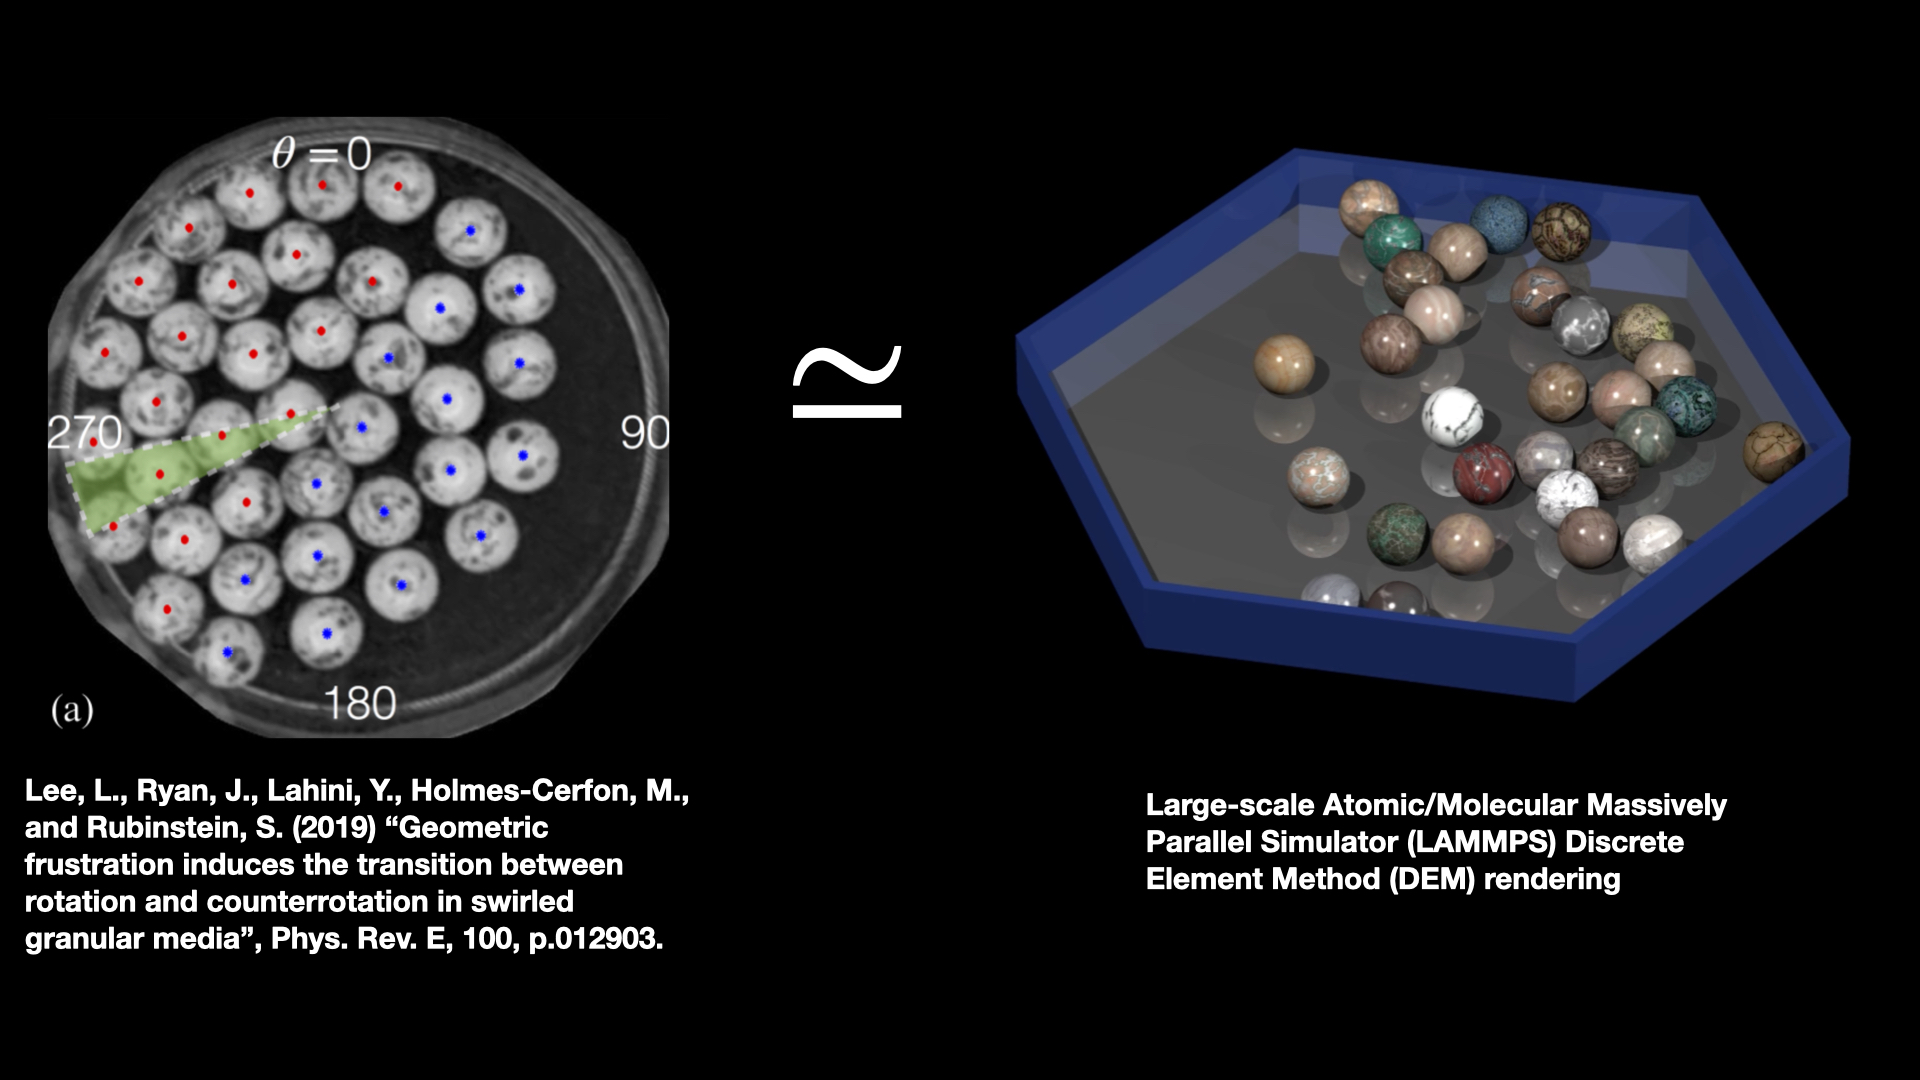 θ = 0
270
90
180
(a)
≃
Lee, L., Ryan, J., Lahini, Y., Holmes-Cerfon, M.,
and Rubinstein, S. (2019) “Geometric
frustration induces the transition between
rotation and counterrotation in swirled
granular media”, Phys. Rev. E, 100, p.012903.
Large-scale Atomic/Molecular Massively
Parallel Simulator (LAMMPS) Discrete
Element Method (DEM) rendering